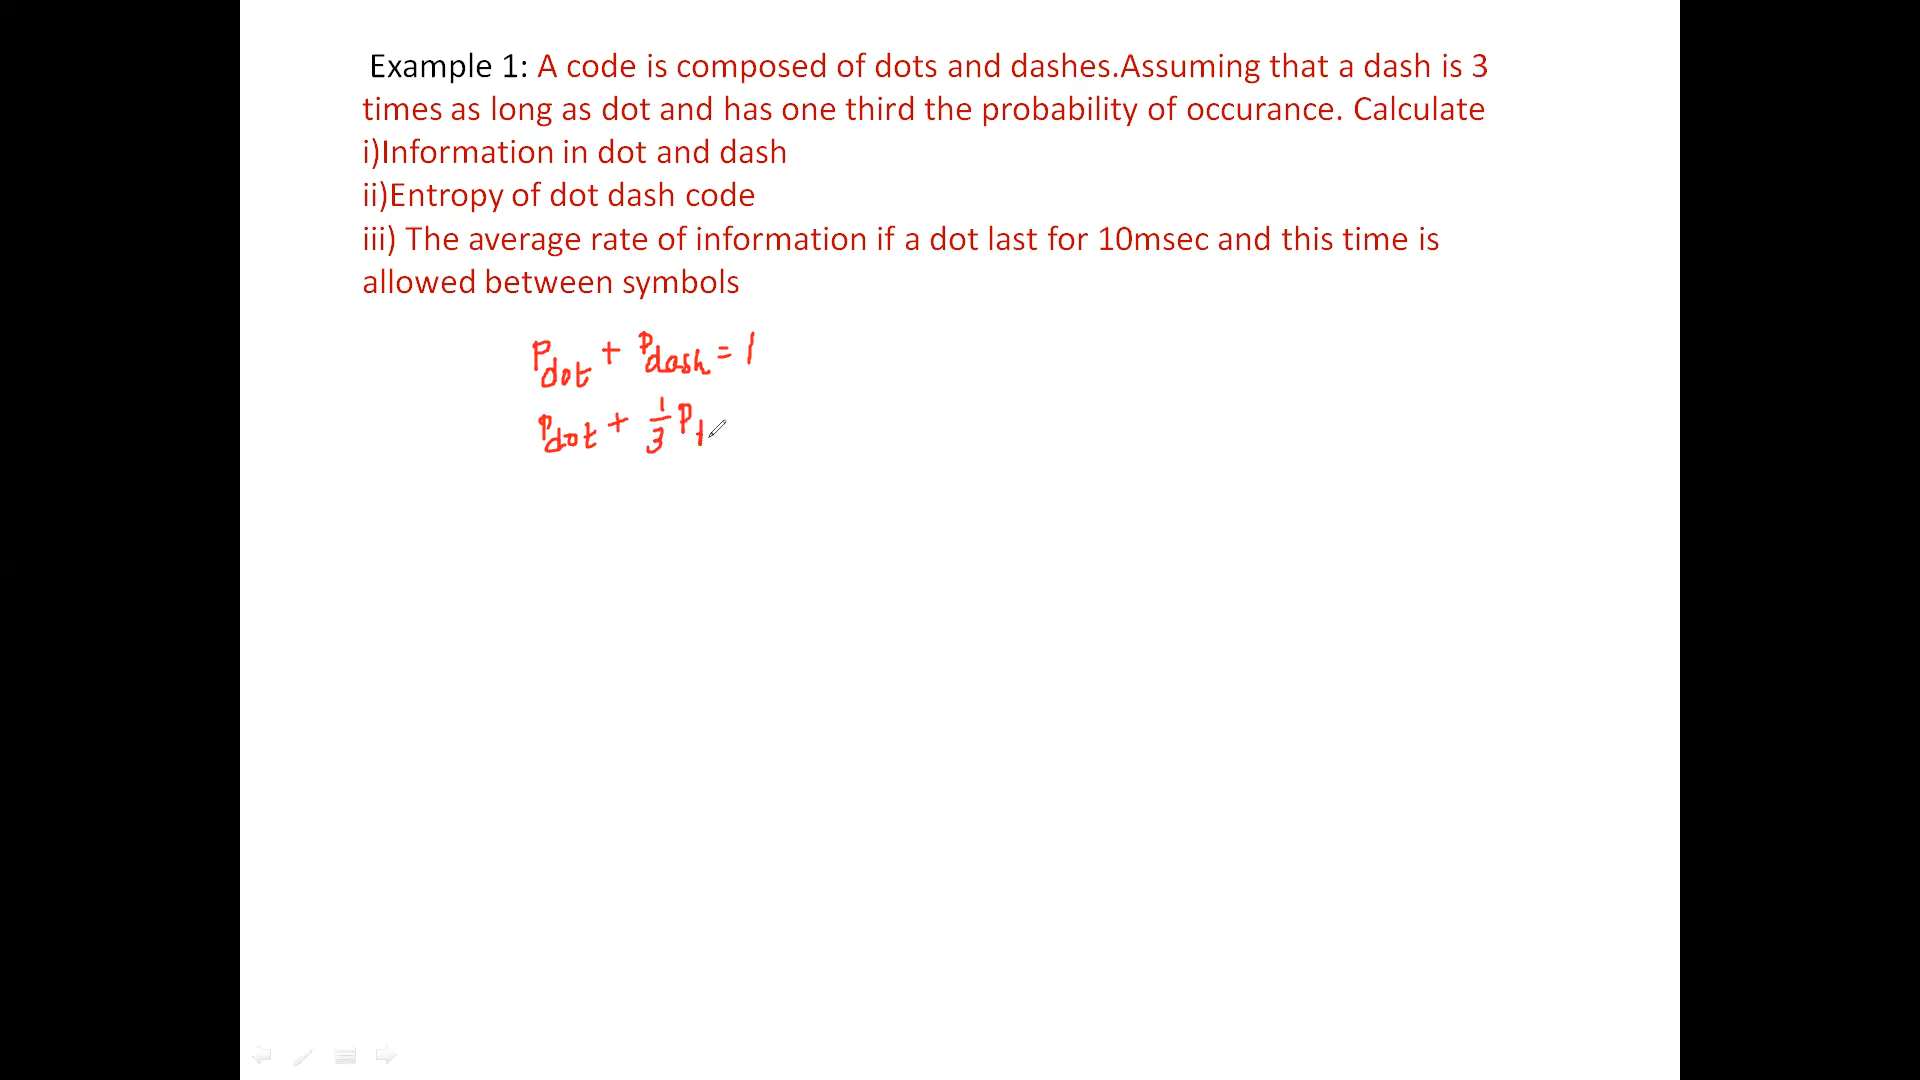 Example 1: A code is composed of dots and dashes.Assuming that a dash is 3
times as long as dot and has one third the probability of occurance. Calculate
i)Information in dot and dash
ii)Entropy of dot dash code
iii) The average rate of information if a dot last for 10msec and this time is
allowed between symbols
P_dot + P_dash = 1
P_dot + 1/3 P